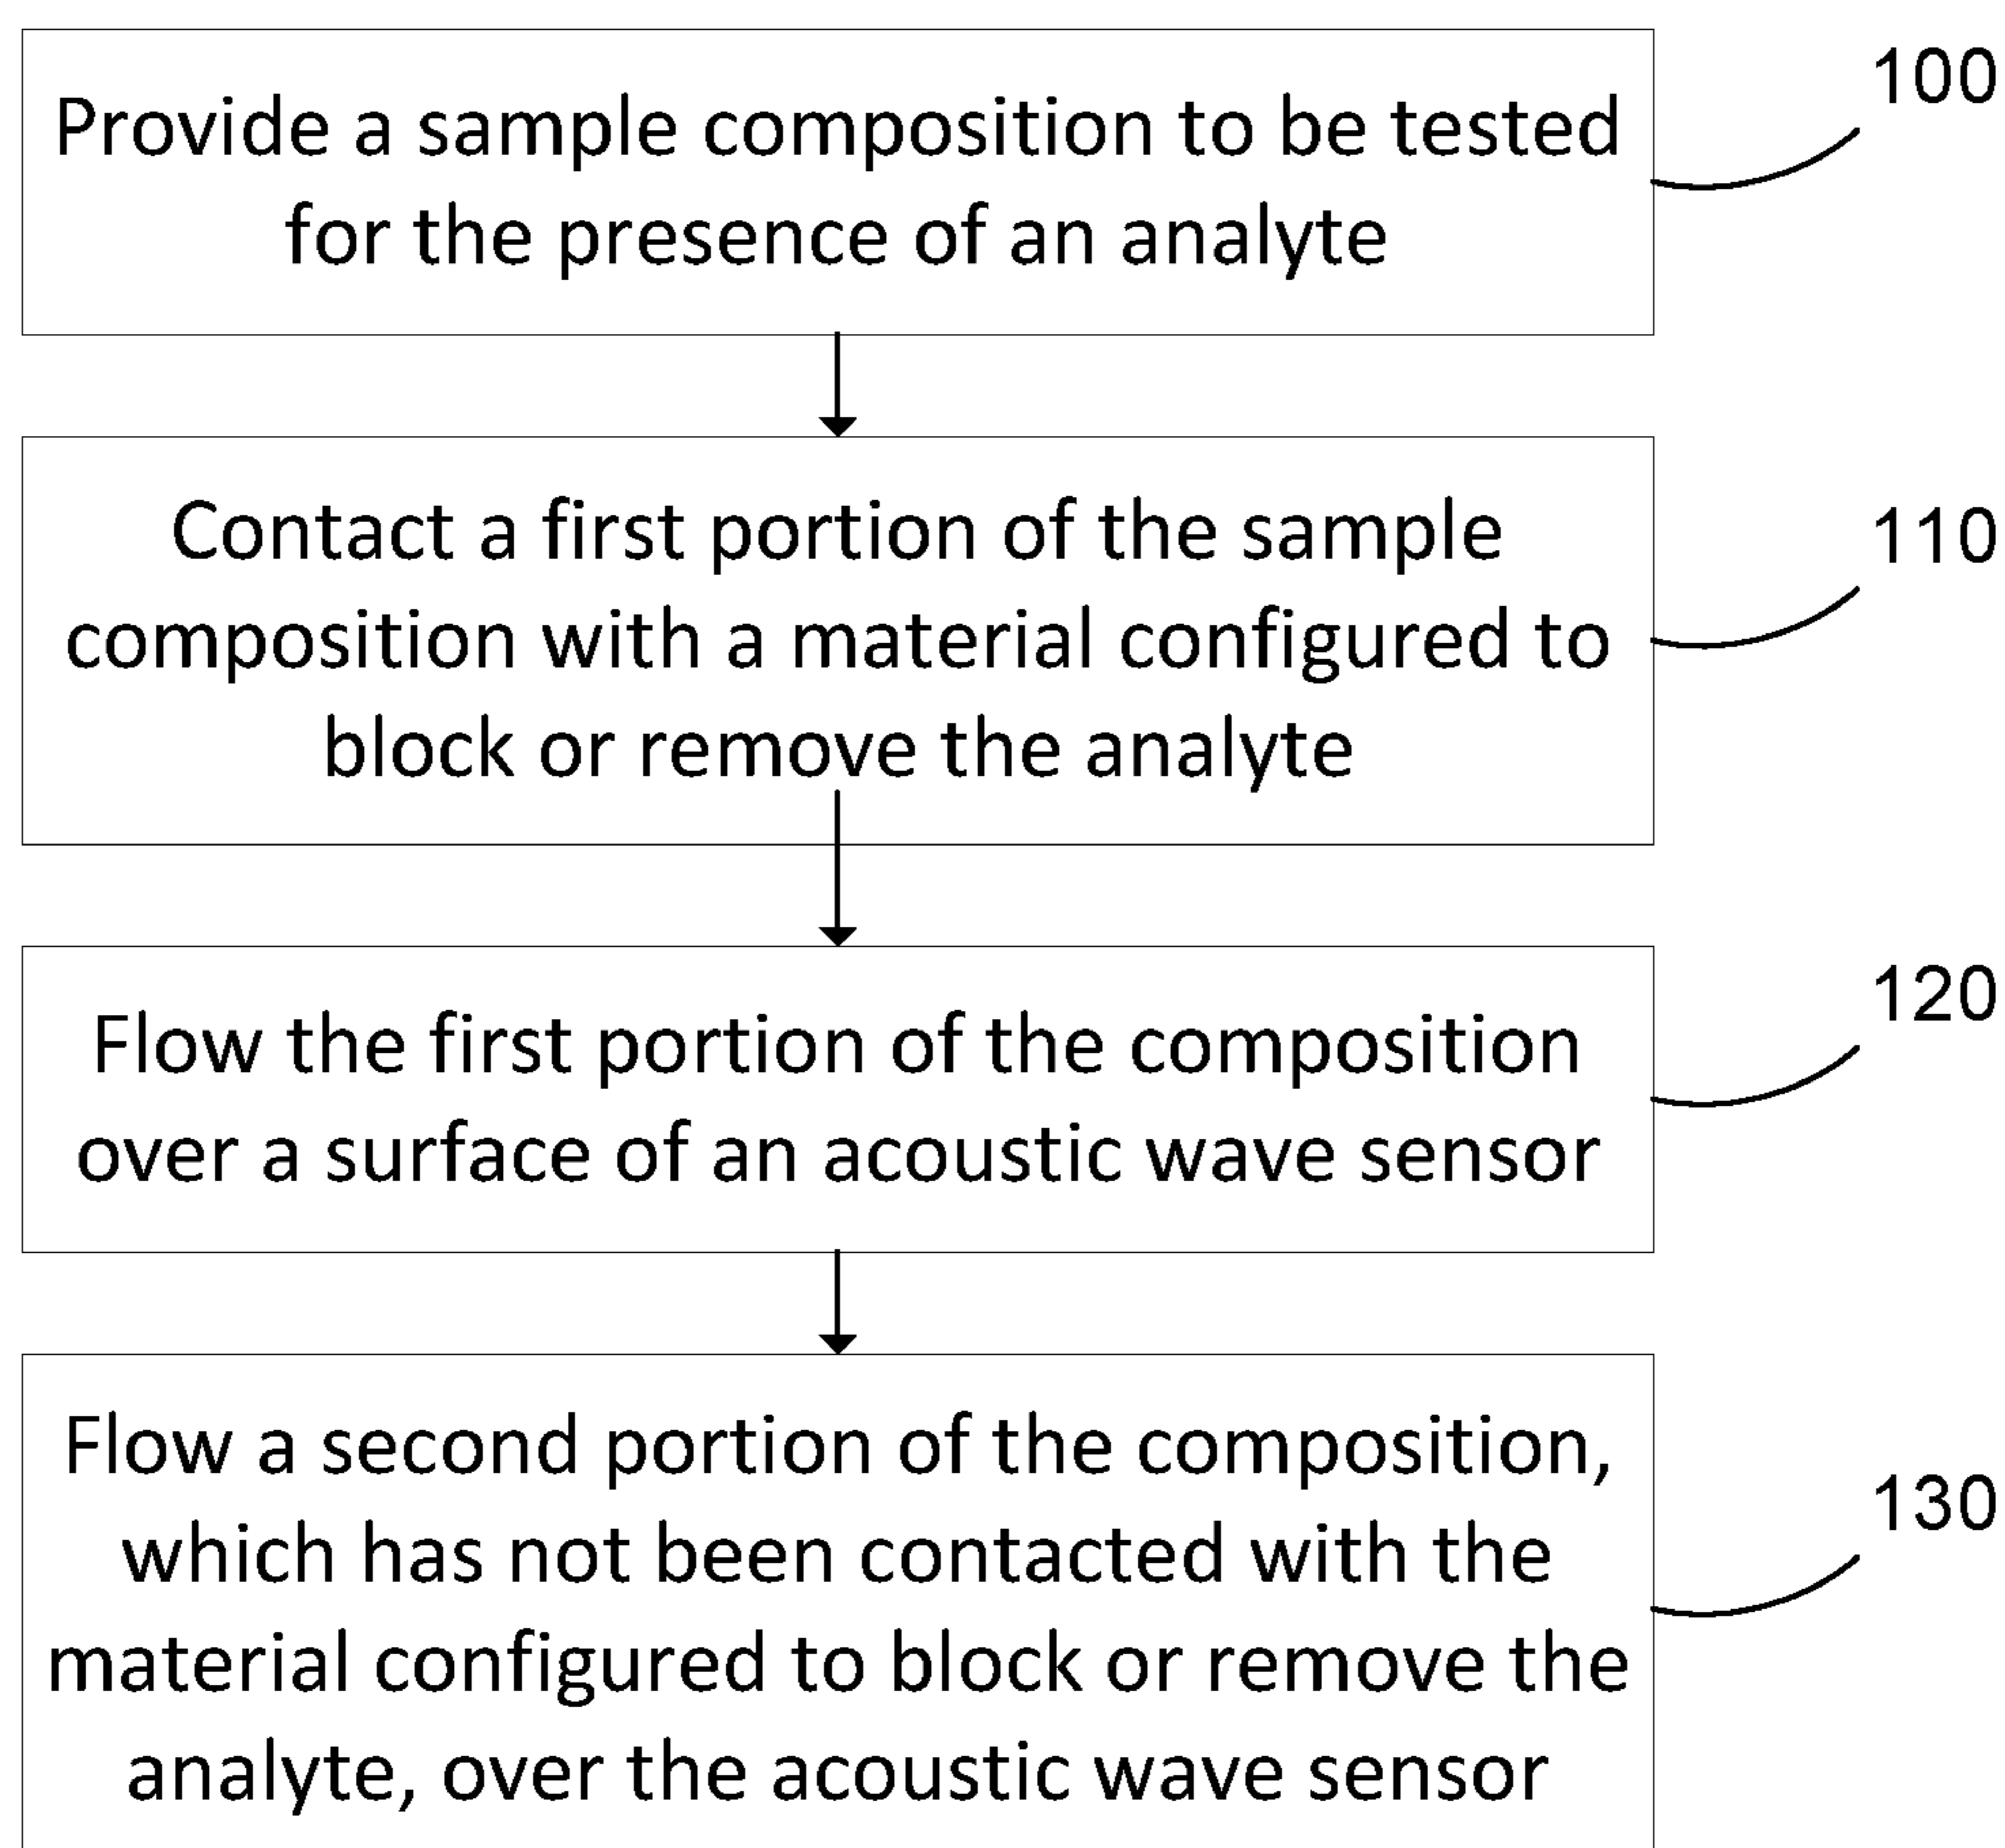 Provide a sample composition to be tested
for the presence of an analyte
100
Contact a first portion of the sample
composition with a material configured to
block or remove the analyte
110
Flow the first portion of the composition
over a surface of an acoustic wave sensor
120
Flow a second portion of the composition,
which has not been contacted with the
material configured to block or remove the
analyte, over the acoustic wave sensor
130